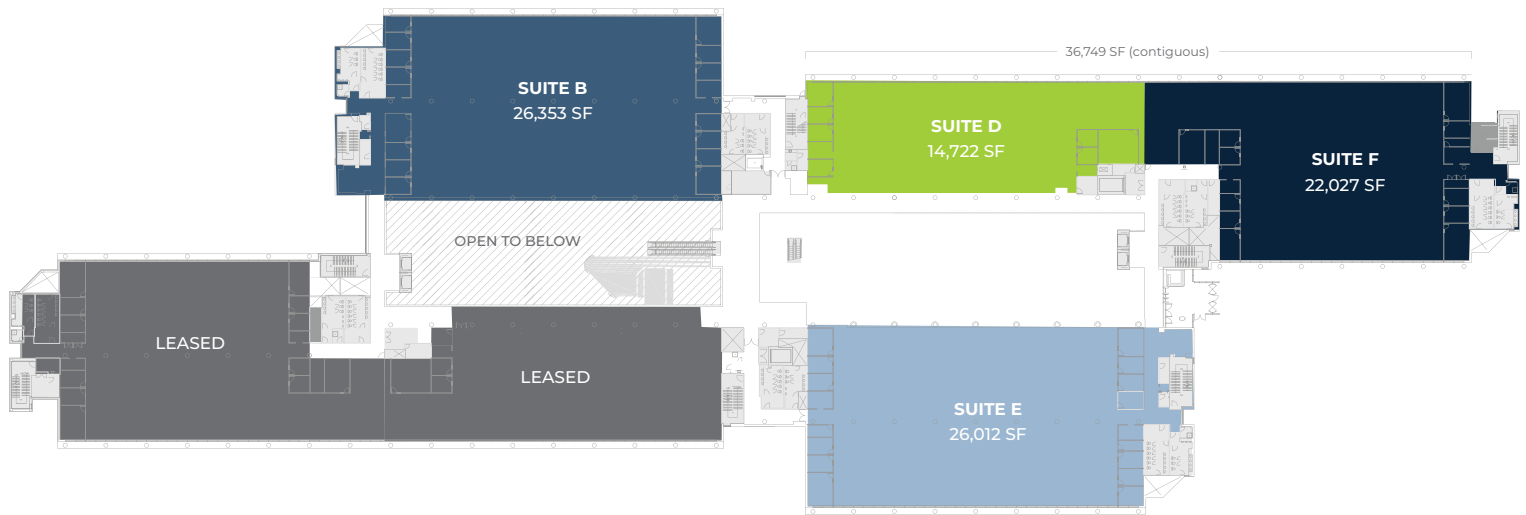 36,749 SF (contiguous)
SUITE B
26,353 SF
SUITE D
14,722 SF
SUITE F
22,027 SF
OPEN TO BELOW
LEASED
LEASED
SUITE E
26,012 SF